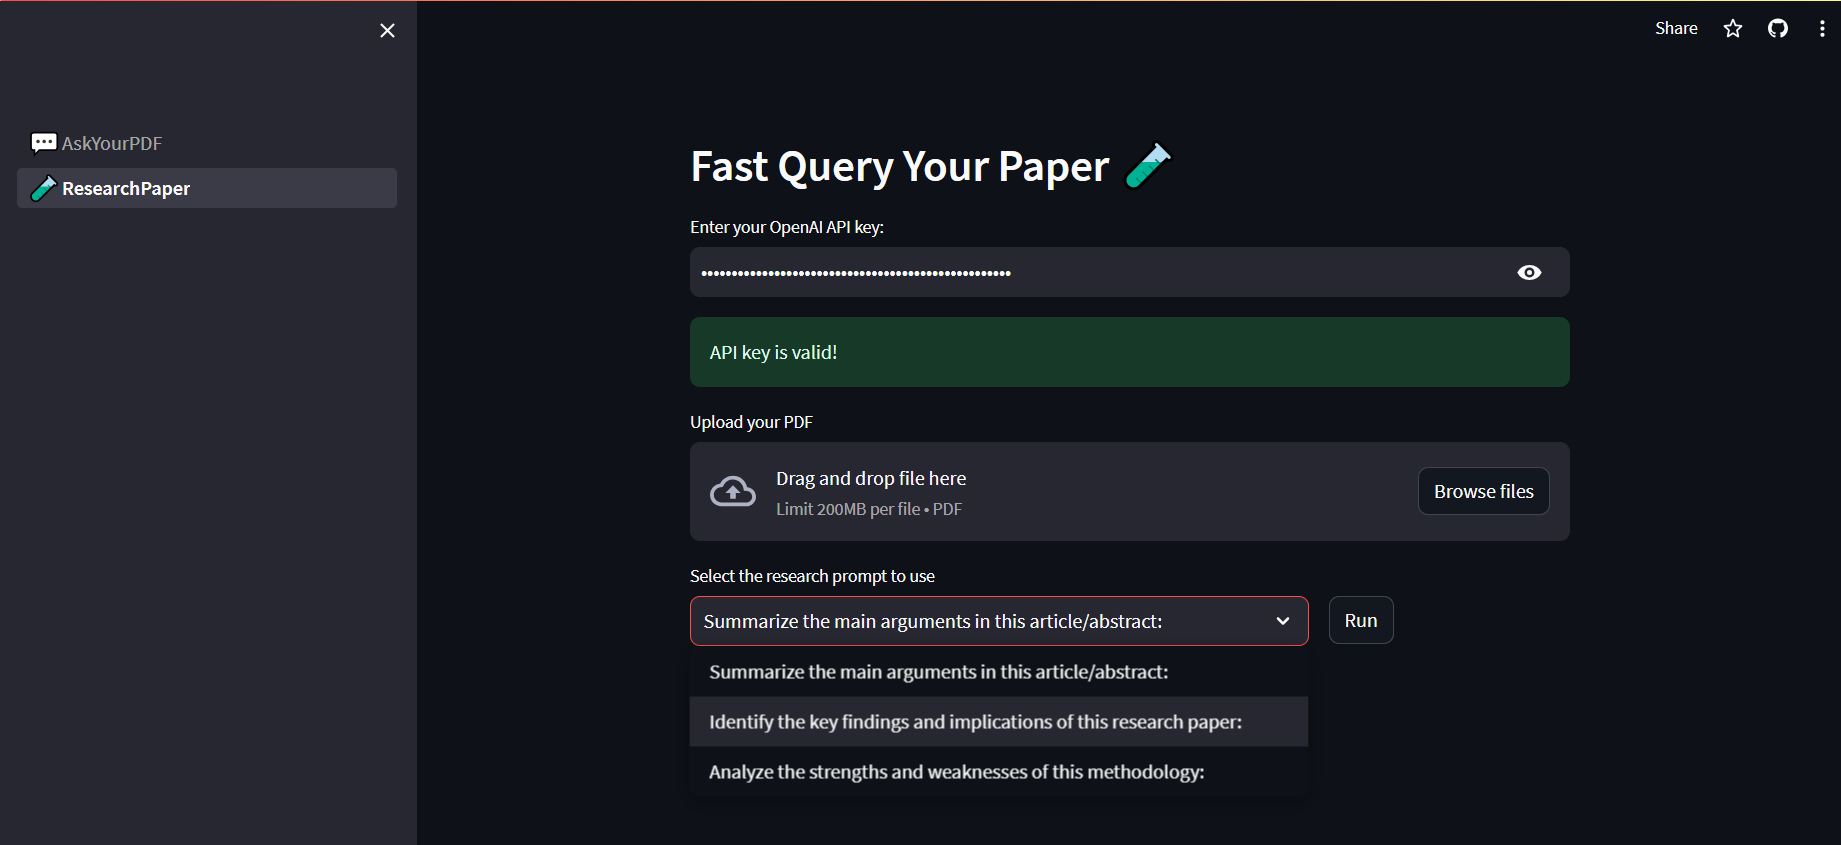 Share
AskYourPDF
ResearchPaper
Fast Query Your Paper
Enter your OpenAI API key:
••••••••••••••••••••••••••••••••••••••••••••••••••••
API key is valid!
Upload your PDF
Drag and drop file here
Limit 200MB per file • PDF
Browse files
Select the research prompt to use
Summarize the main arguments in this article/abstract:
Run
Summarize the main arguments in this article/abstract:
Identify the key findings and implications of this research paper:
Analyze the strengths and weaknesses of this methodology: